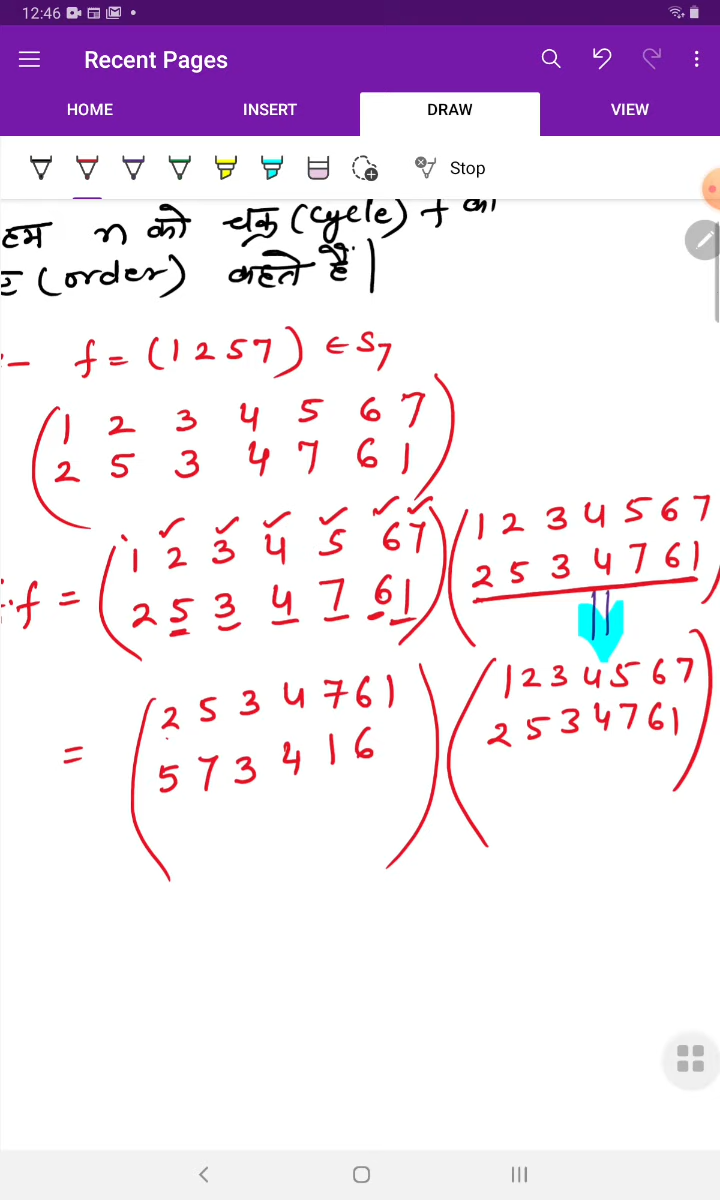 12:46
Recent Pages
HOME INSERT DRAW VIEW
Stop
हम n को चक्र (cycle) f का
(order) कहते हैं।
:- f = (1 2 5 7) ∈ S7
1 2 3 4 5 6 7
2 5 3 4 7 6 1
f = (1 2 3 4 5 6 7) (1 2 3 4 5 6 7)
2 5 3 4 7 6 1 2 5 3 4 7 6 1
= (2 5 3 4 7 6 1) (1 2 3 4 5 6 7)
5 7 3 4 1 6 2 5 3 4 7 6 1